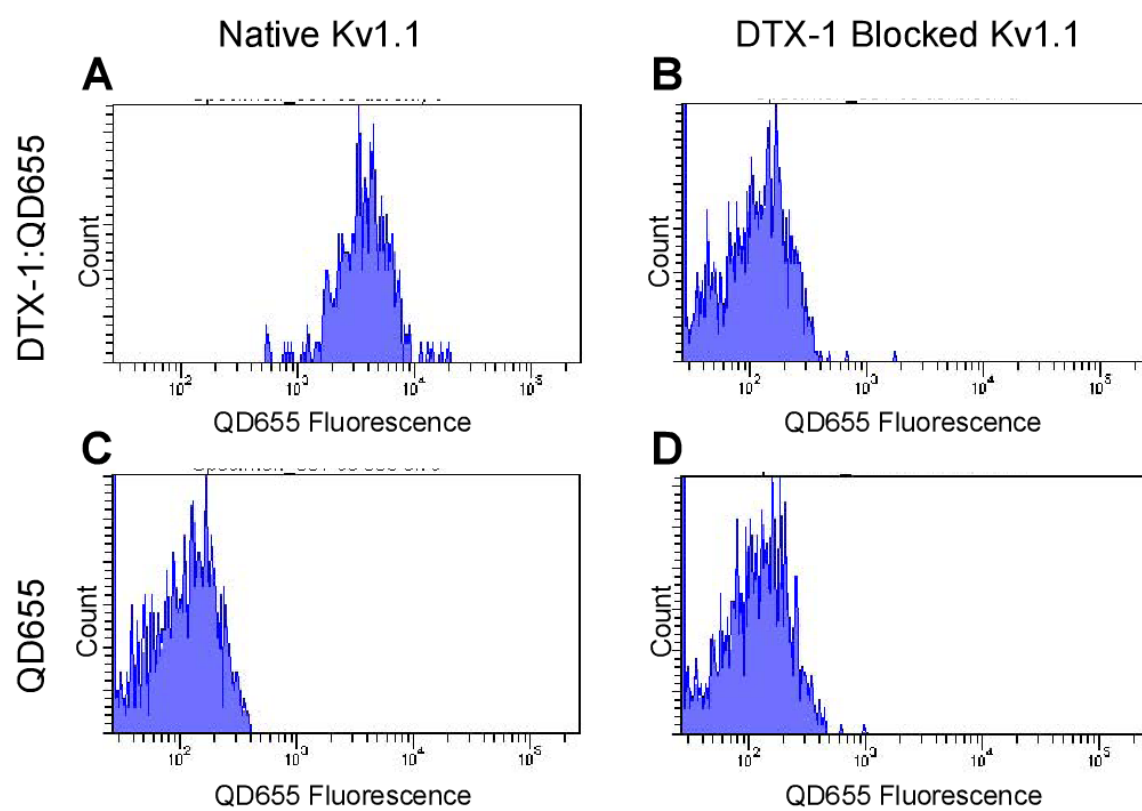 Native Kv1.1
DTX-1 Blocked Kv1.1
A
B
DTX-1:QD655
Count
10²
10³
10⁴
10⁵
QD655 Fluorescence
Count
10²
10³
10⁴
10⁵
QD655 Fluorescence
C
D
QD655
Count
10²
10³
10⁴
10⁵
QD655 Fluorescence
Count
10²
10³
10⁴
10⁵
QD655 Fluorescence